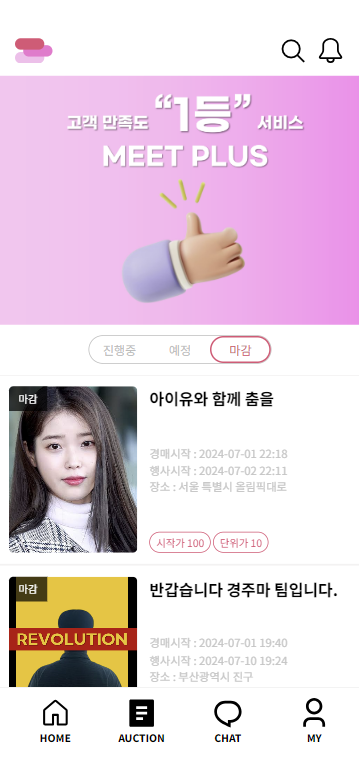 고객 만족도 “1등” 서비스
MEET PLUS
진행중 예정 마감
마감
아이유와 함께 춤을
경매시작 : 2024-07-01 22:18
행사시작 : 2024-07-02 22:11
장소 : 서울 특별시 올림픽대로
시작가 100 단위가 10
마감
반갑습니다 경주마 팀입니다.
REVOLUTION
경매시작 : 2024-07-01 19:40
행사시작 : 2024-07-10 19:24
장소 : 부산광역시 진구
HOME AUCTION CHAT MY